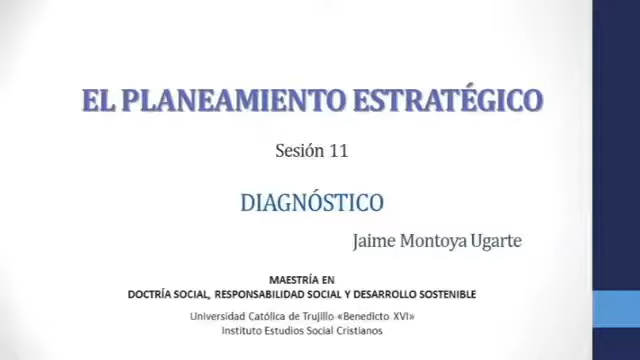 EL PLANEAMIENTO ESTRATÉGICO
Sesión 11
DIAGNÓSTICO
Jaime Montoya Ugarte
MAESTRÍA EN
DOCTRÍA SOCIAL, RESPONSABILIDAD SOCIAL Y DESARROLLO SOSTENIBLE
Universidad Católica de Trujillo «Benedicto XVI»
Instituto Estudios Social Cristianos